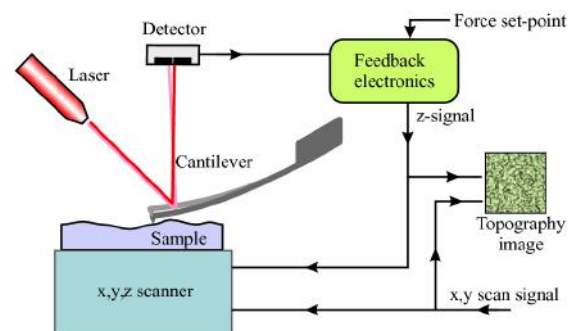 Detector
Force set-point
Laser
Feedback
electronics
z-signal
Cantilever
Sample
Topography
image
x,y,z scanner
x,y scan signal